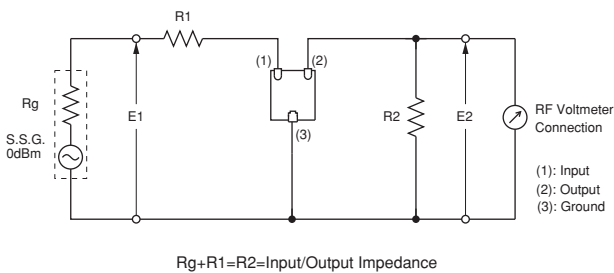 R1
(1)
(2)
Rg
E1
R2
E2
RF Voltmeter
Connection
S.S.G.
0dBm
(3)
(1): Input
(2): Output
(3): Ground
Rg+R1=R2=Input/Output Impedance